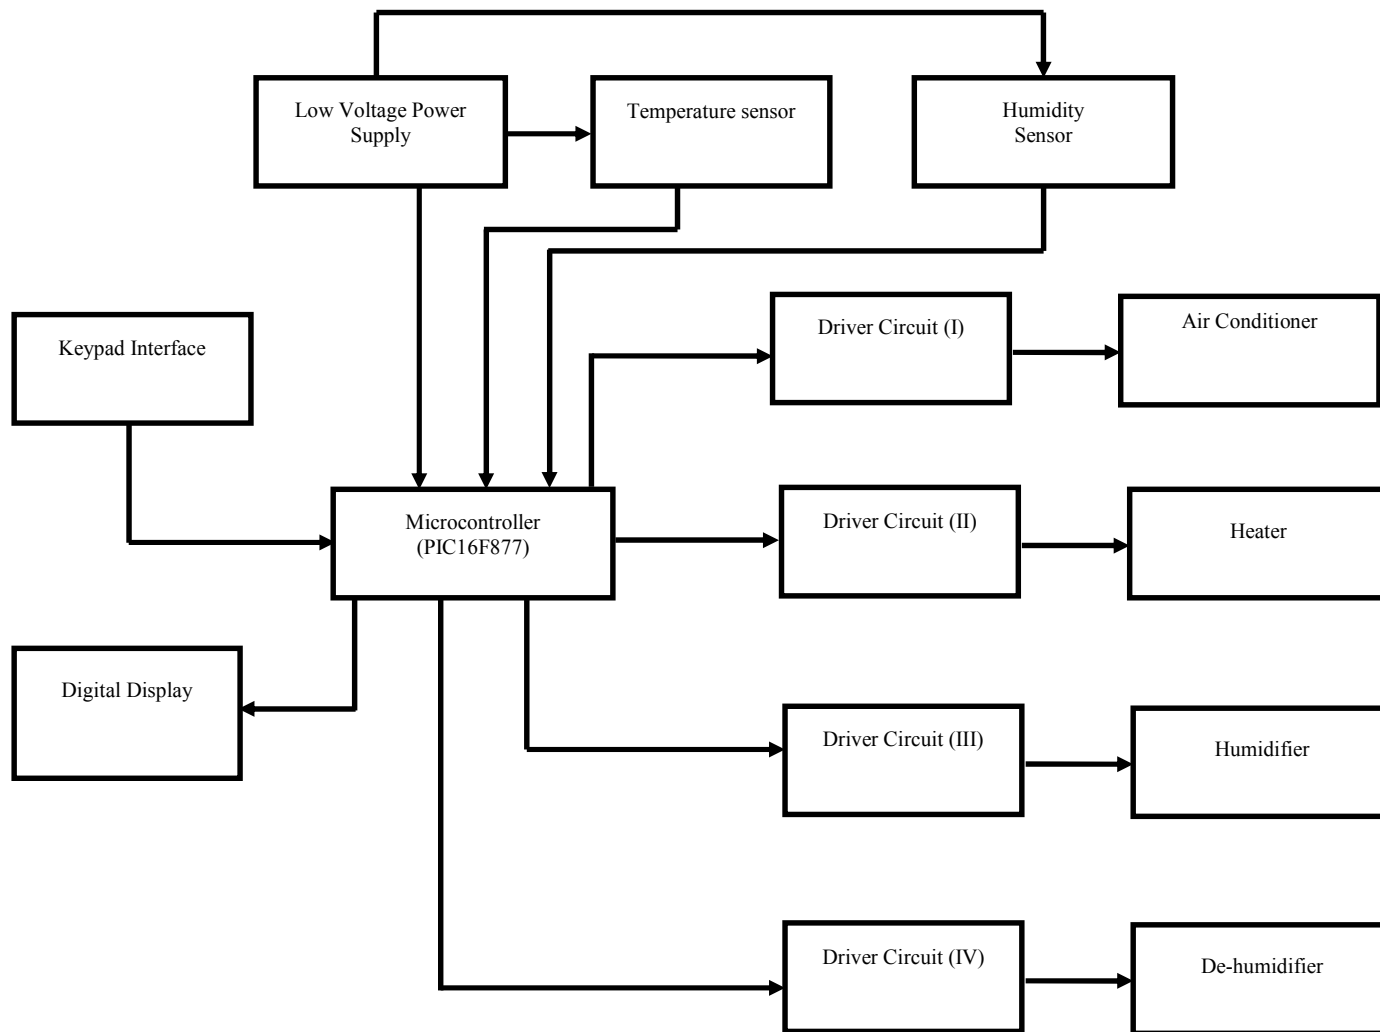 Low Voltage Power
Supply
Temperature sensor
Humidity
Sensor
Keypad Interface
Driver Circuit (I)
Air Conditioner
Microcontroller
(PIC16F877)
Driver Circuit (II)
Heater
Digital Display
Driver Circuit (III)
Humidifier
Driver Circuit (IV)
De-humidifier